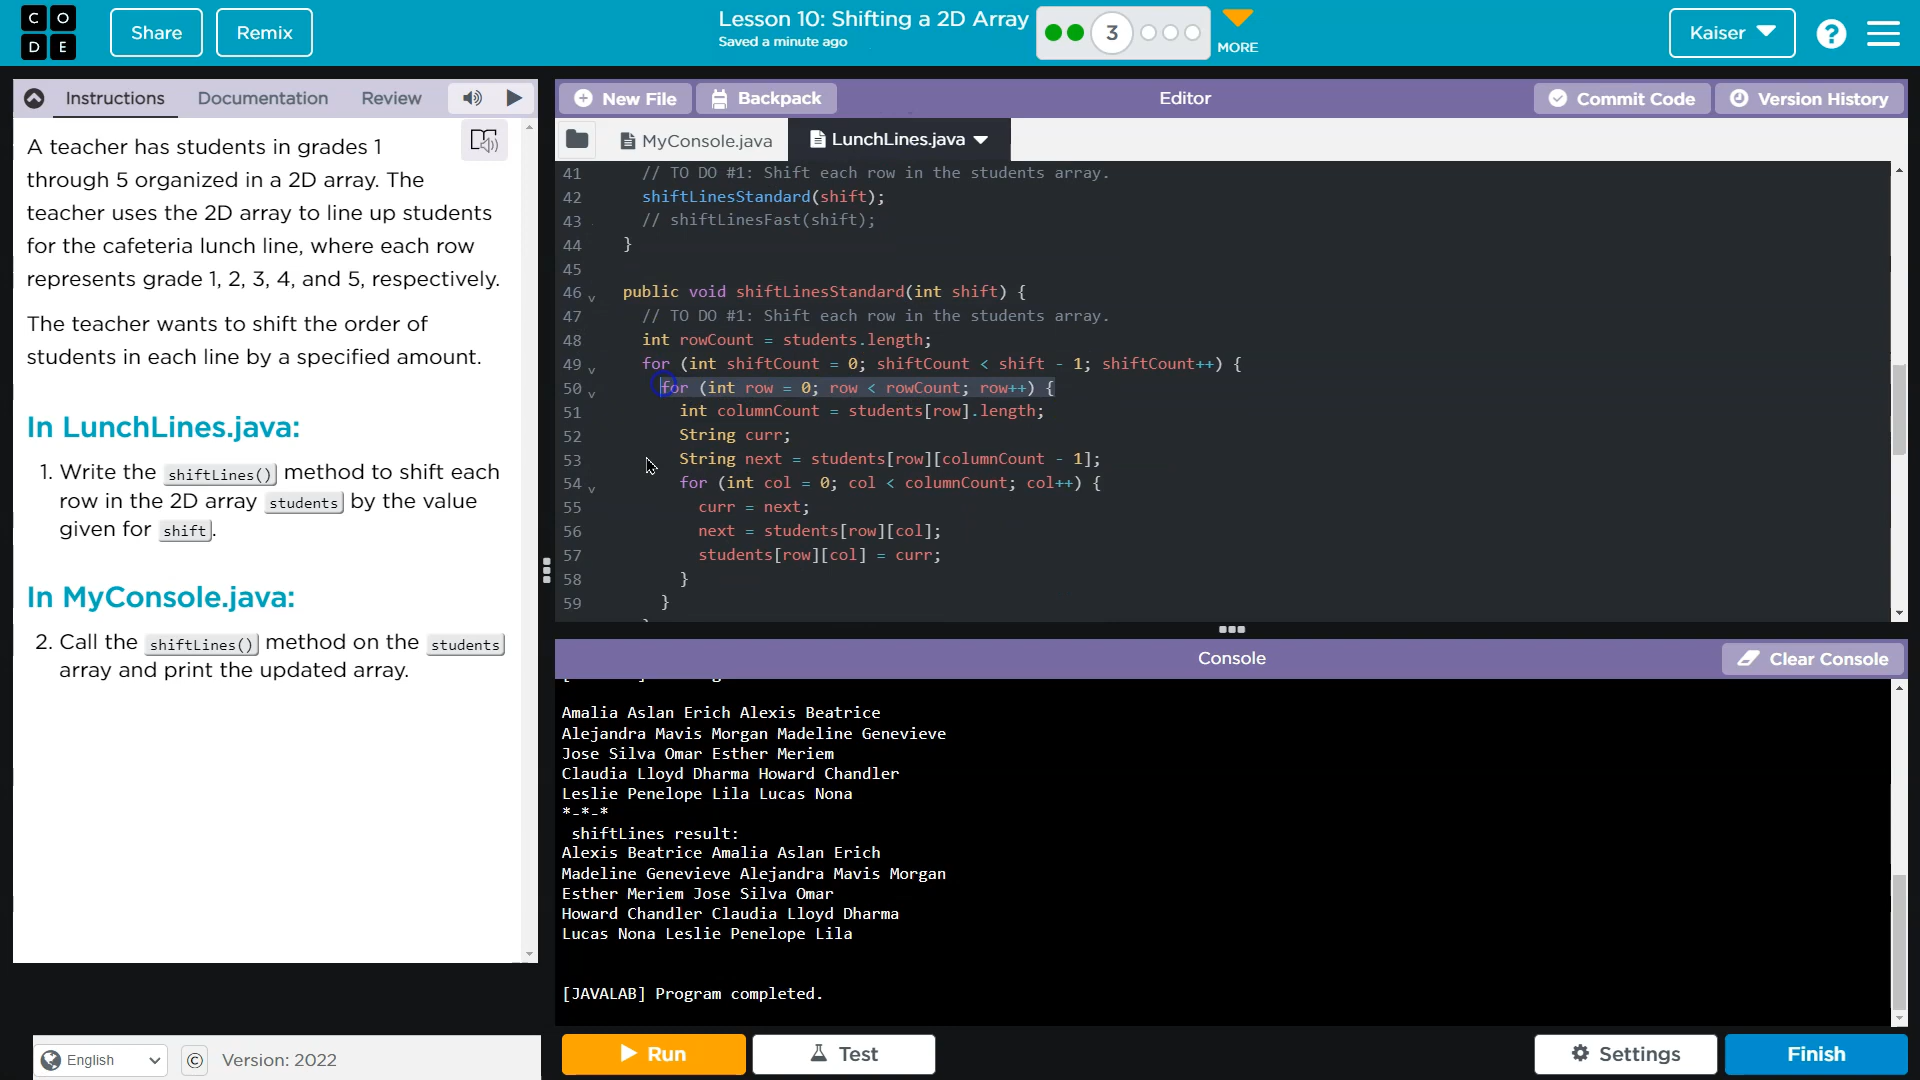 C O
D E
Share
Remix
Lesson 10: Shifting a 2D Array
Saved a minute ago
3
MORE
Kaiser
?
Instructions
Documentation
Review
New File
Backpack
Editor
Commit Code
Version History
MyConsole.java
LunchLines.java
A teacher has students in grades 1
through 5 organized in a 2D array. The
teacher uses the 2D array to line up students
for the cafeteria lunch line, where each row
represents grade 1, 2, 3, 4, and 5, respectively.
The teacher wants to shift the order of
students in each line by a specified amount.
In LunchLines.java:
1. Write the shiftLines() method to shift each
row in the 2D array students by the value
given for shift.
In MyConsole.java:
2. Call the shiftLines() method on the students
array and print the updated array.
41 // TO DO #1: Shift each row in the students array.
42 shiftLinesStandard(shift);
43 // shiftLinesFast(shift);
44 }
45
46 public void shiftLinesStandard(int shift) {
47 // TO DO #1: Shift each row in the students array.
48 int rowCount = students.length;
49 for (int shiftCount = 0; shiftCount < shift - 1; shiftCount++) {
50 for (int row = 0; row < rowCount; row++) {
51 int columnCount = students[row].length;
52 String curr;
53 String next = students[row][columnCount - 1];
54 for (int col = 0; col < columnCount; col++) {
55 curr = next;
56 next = students[row][col];
57 students[row][col] = curr;
58 }
59 }
Console
Clear Console
Amalia Aslan Erich Alexis Beatrice
Alejandra Mavis Morgan Madeline Genevieve
Jose Silva Omar Esther Meriem
Claudia Lloyd Dharma Howard Chandler
Leslie Penelope Lila Lucas Nona
*-*-*
shiftLines result:
Alexis Beatrice Amalia Aslan Erich
Madeline Genevieve Alejandra Mavis Morgan
Esther Meriem Jose Silva Omar
Howard Chandler Claudia Lloyd Dharma
Lucas Nona Leslie Penelope Lila
[JAVALAB] Program completed.
English
©
Version: 2022
Run
Test
Settings
Finish